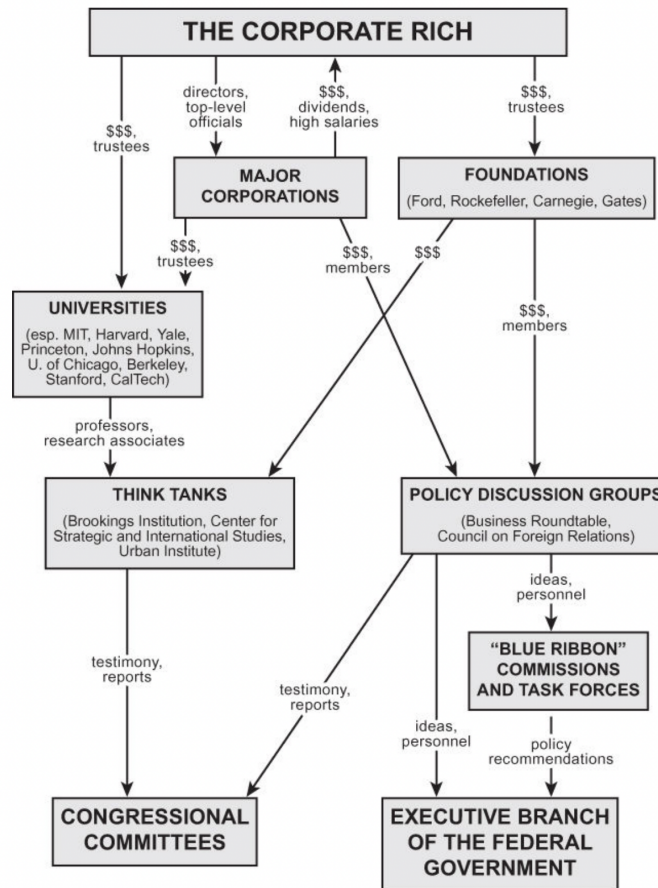 THE CORPORATE RICH
$$$,
trustees
directors,
top-level
officials
$$$,
dividends,
high salaries
$$$,
trustees
MAJOR
CORPORATIONS
FOUNDATIONS
(Ford, Rockefeller, Carnegie, Gates)
$$$,
trustees
$$$,
members
$$$
$$$,
members
UNIVERSITIES
(esp. MIT, Harvard, Yale,
Princeton, Johns Hopkins,
U. of Chicago, Berkeley,
Stanford, CalTech)
professors,
research associates
THINK TANKS
(Brookings Institution, Center for
Strategic and International Studies,
Urban Institute)
POLICY DISCUSSION GROUPS
(Business Roundtable,
Council on Foreign Relations)
ideas,
personnel
"BLUE RIBBON"
COMMISSIONS
AND TASK FORCES
testimony,
reports
testimony,
reports
ideas,
personnel
policy
recommendations
CONGRESSIONAL
COMMITTEES
EXECUTIVE BRANCH
OF THE FEDERAL
GOVERNMENT